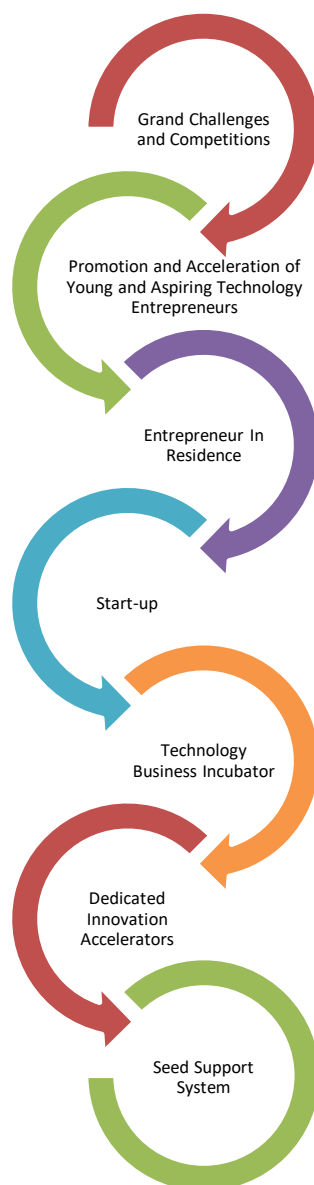 Grand Challenges
and Competitions
Promotion and Acceleration of
Young and Aspiring Technology
Entrepreneurs
Entrepreneur In
Residence
Start-up
Technology
Business Incubator
Dedicated
Innovation
Accelerators
Seed Support
System